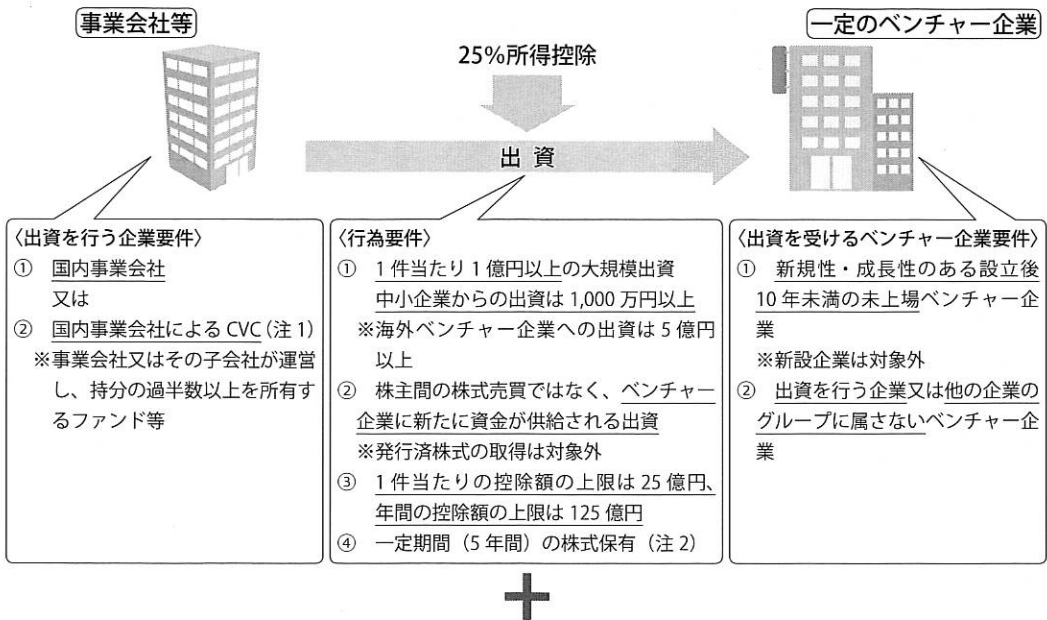 事業会社等
一定のベンチャー企業
25%所得控除
出 資
〈出資を行う企業要件〉
① 国内事業会社
又は
② 国内事業会社による CVC（注 1）
※事業会社又はその子会社が運営
し、持分の過半数以上を所有す
るファンド等
〈行為要件〉
① 1 件当たり 1 億円以上の大規模出資
中小企業からの出資は 1,000 万円以上
※海外ベンチャー企業への出資は 5 億円
以上
② 株主間の株式売買ではなく、ベンチャー
企業に新たに資金が供給される出資
※発行済株式の取得は対象外
③ 1 件当たりの控除額の上限は 25 億円、
年間の控除額の上限は 125 億円
④ 一定期間（5 年間）の株式保有（注 2）
〈出資を受けるベンチャー企業要件〉
① 新規性・成長性のある設立後
10 年未満の未上場ベンチャー企
業
※新設企業は対象外
② 出資を行う企業又は他の企業の
グループに属さないベンチャー企
業
+